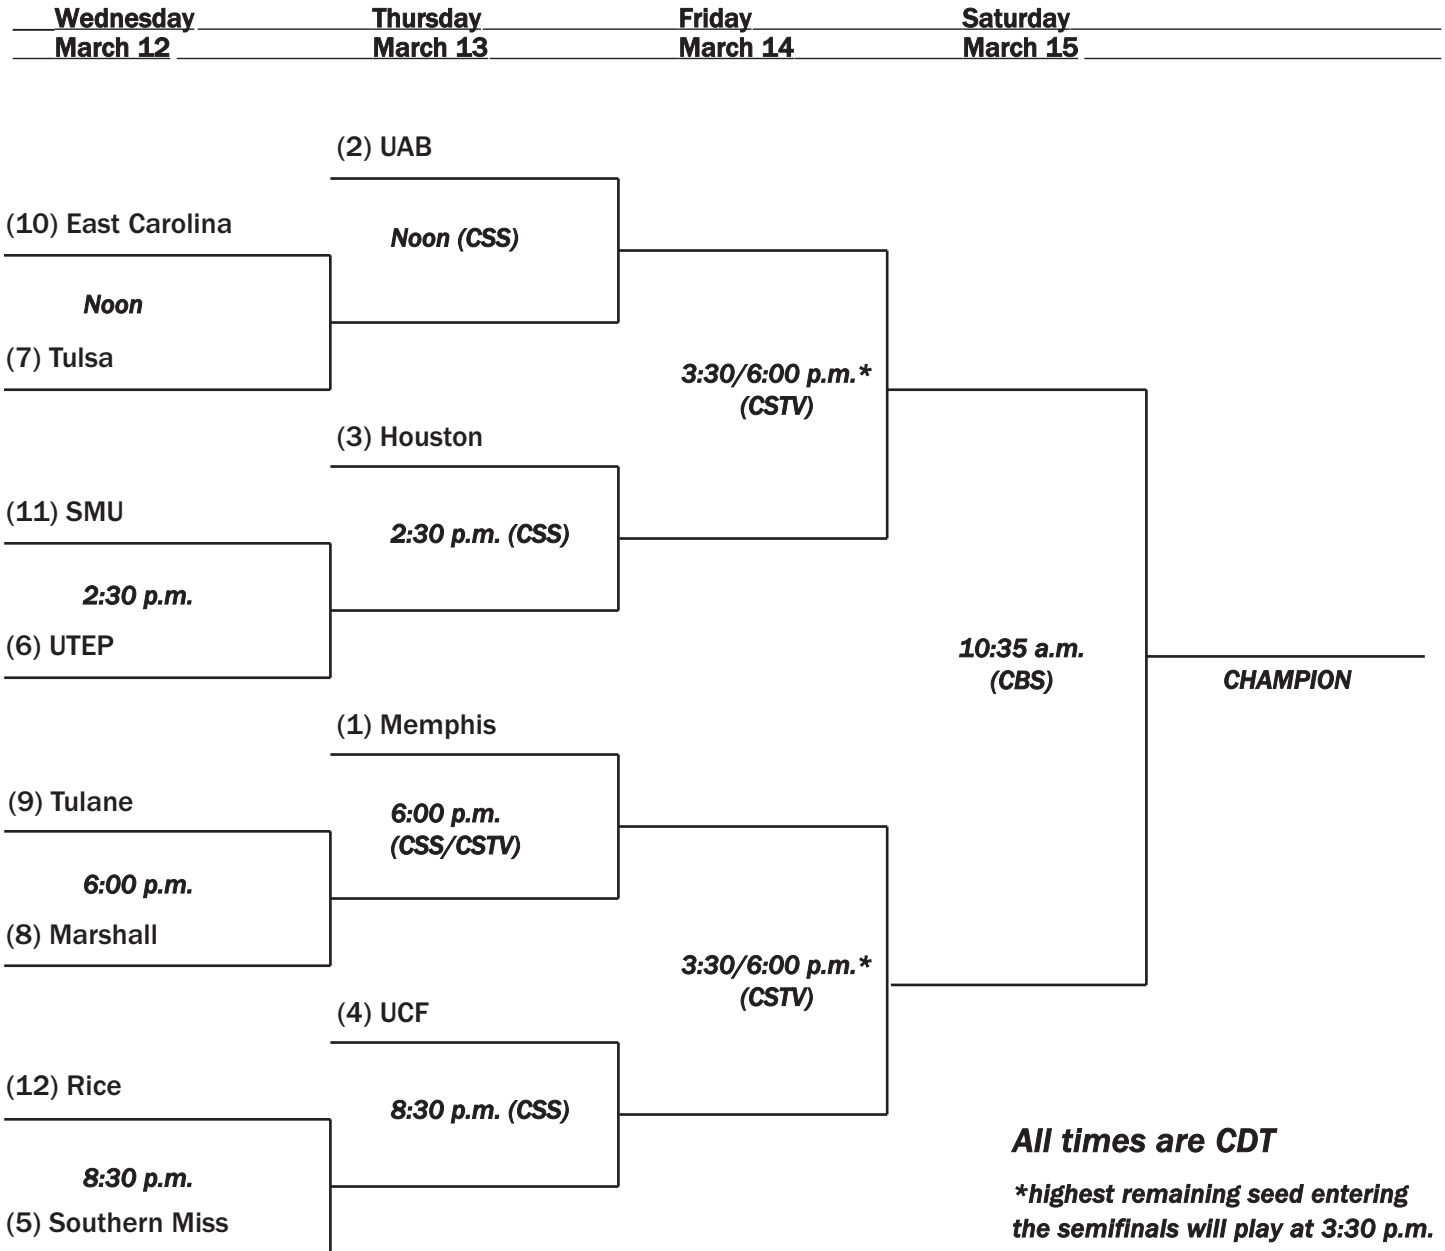 Wednesday Thursday Friday Saturday
March 12 March 13 March 14 March 15
(2) UAB
(10) East Carolina
Noon (CSS)
Noon
(7) Tulsa
3:30/6:00 p.m.*
(CSTV)
(3) Houston
(11) SMU
2:30 p.m. (CSS)
2:30 p.m.
(6) UTEP
10:35 a.m.
(CBS)
CHAMPION
(1) Memphis
(9) Tulane
6:00 p.m.
(CSS/CSTV)
6:00 p.m.
(8) Marshall
3:30/6:00 p.m.*
(CSTV)
(4) UCF
(12) Rice
8:30 p.m. (CSS)
8:30 p.m.
(5) Southern Miss
All times are CDT
*highest remaining seed entering
the semifinals will play at 3:30 p.m.